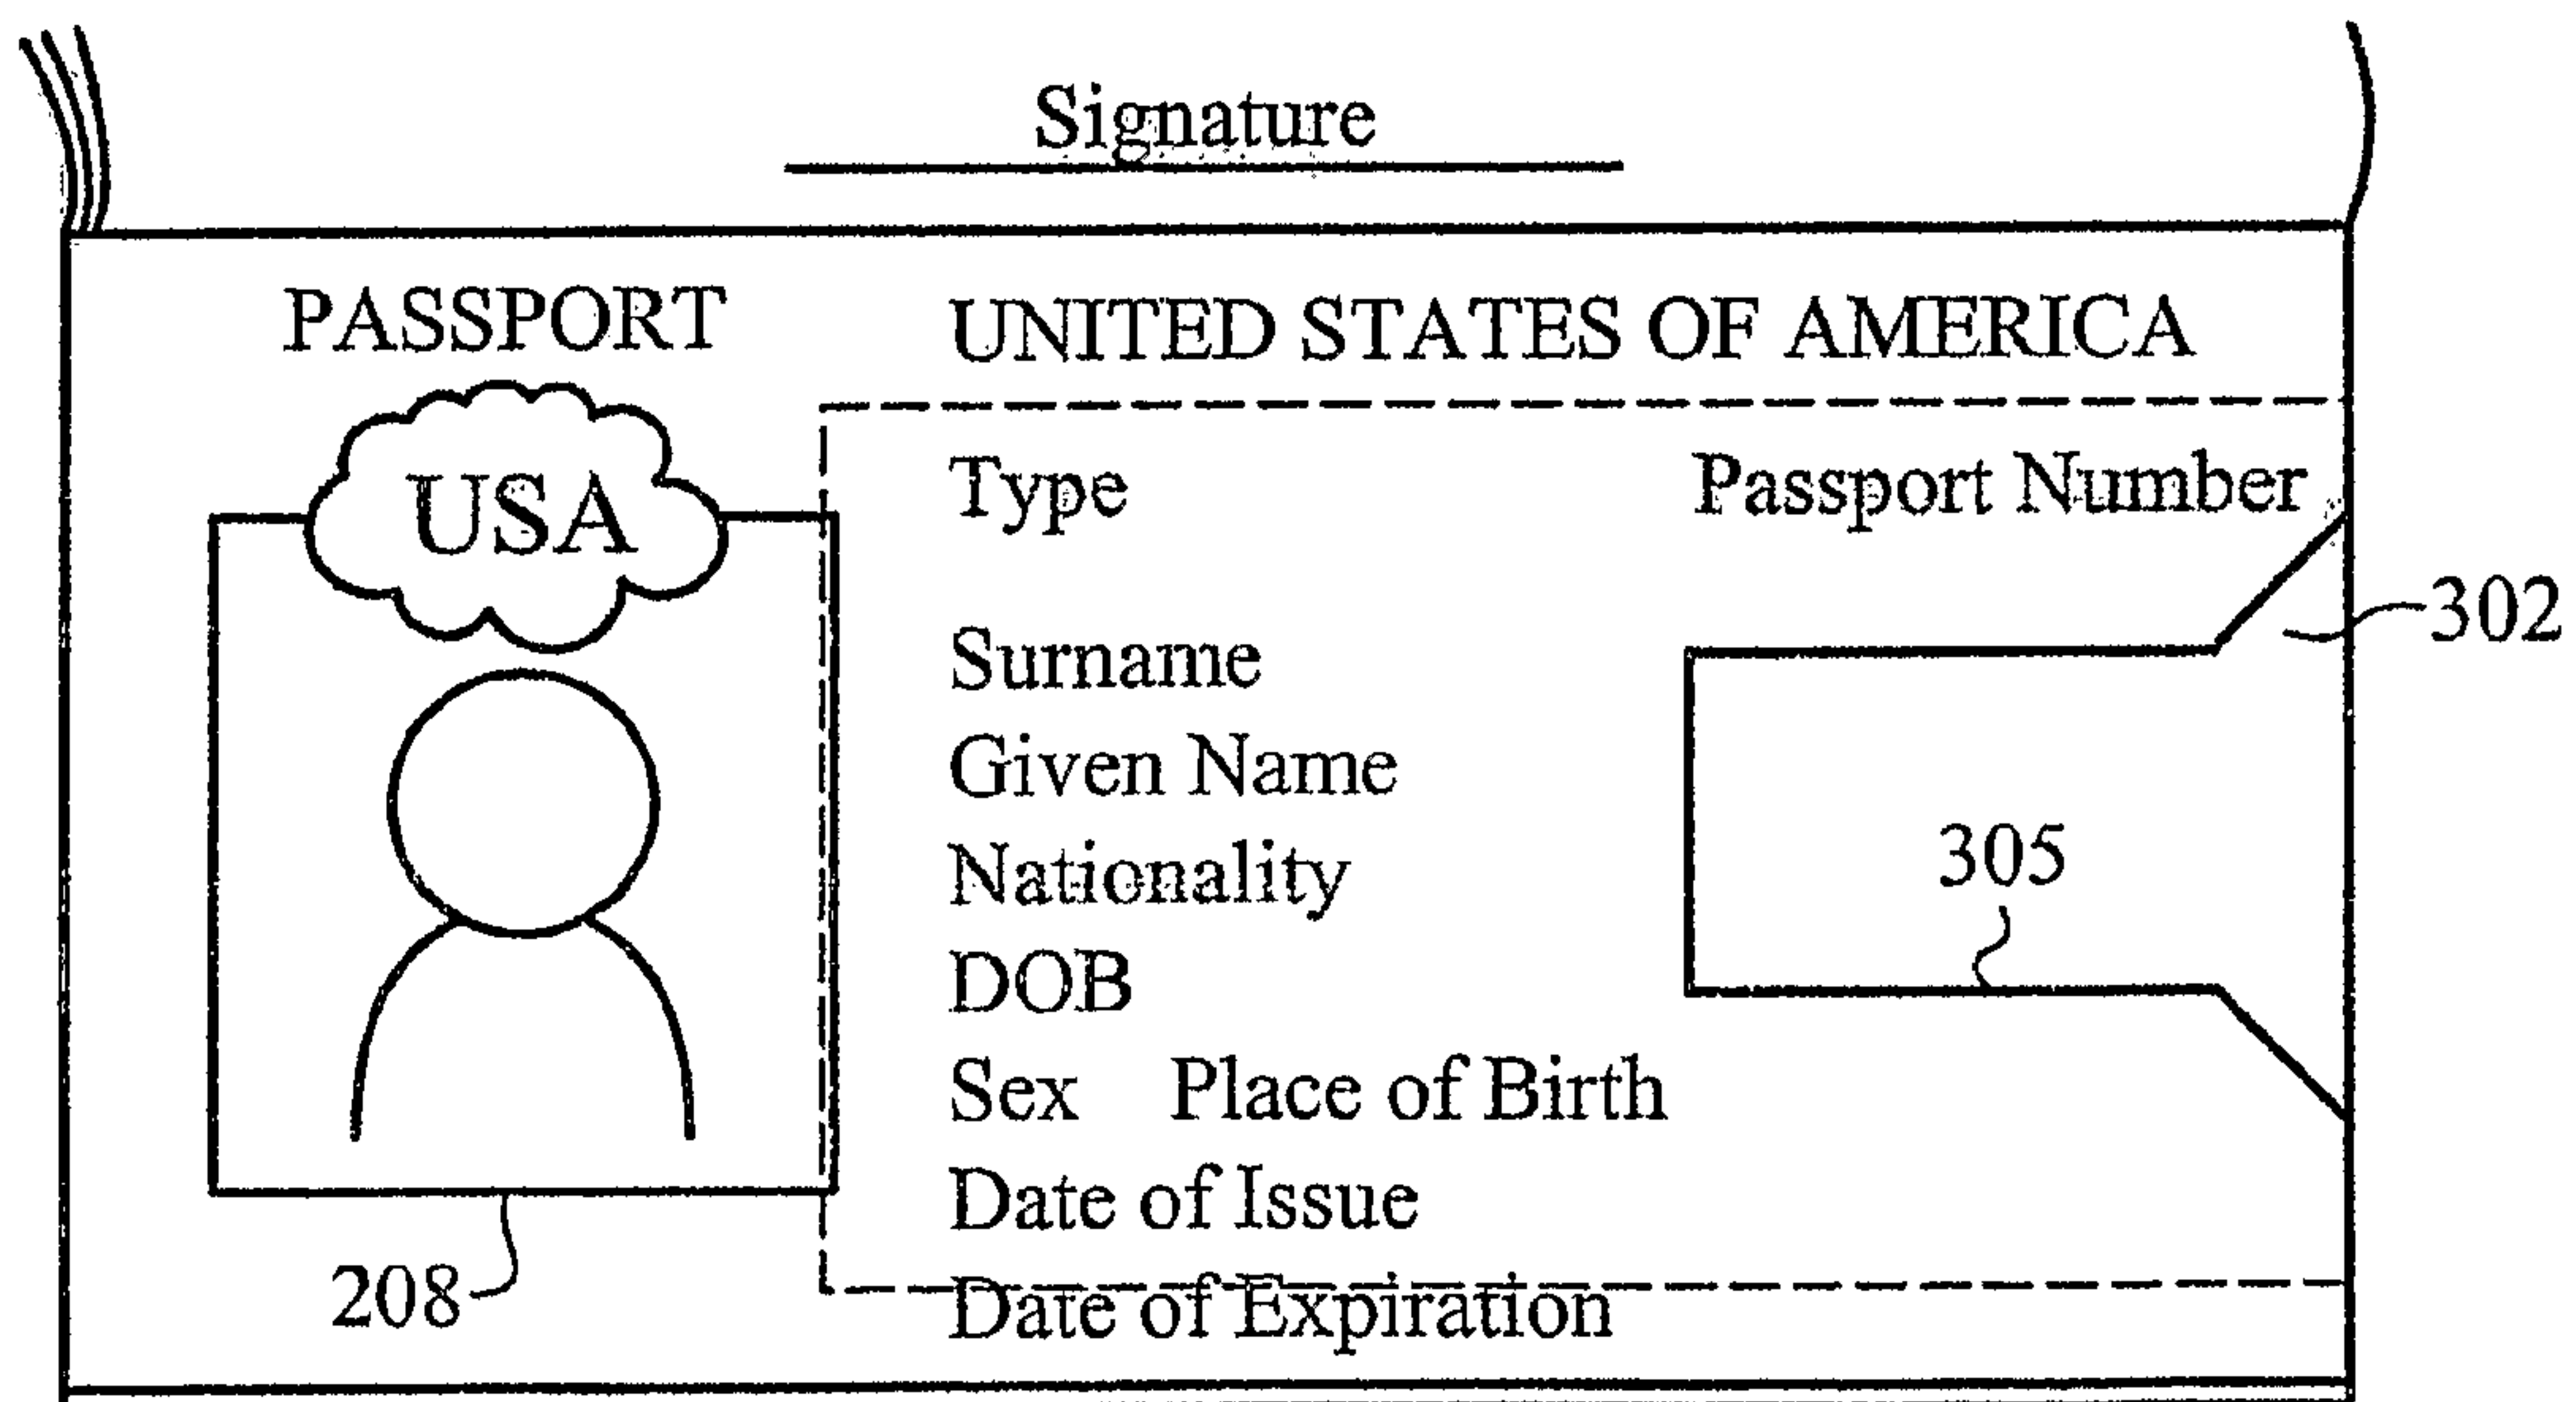 Signature
PASSPORT
UNITED STATES OF AMERICA
USA
Type Passport Number
302
Surname
Given Name
Nationality
305
DOB
Sex Place of Birth
Date of Issue
208
Date of Expiration